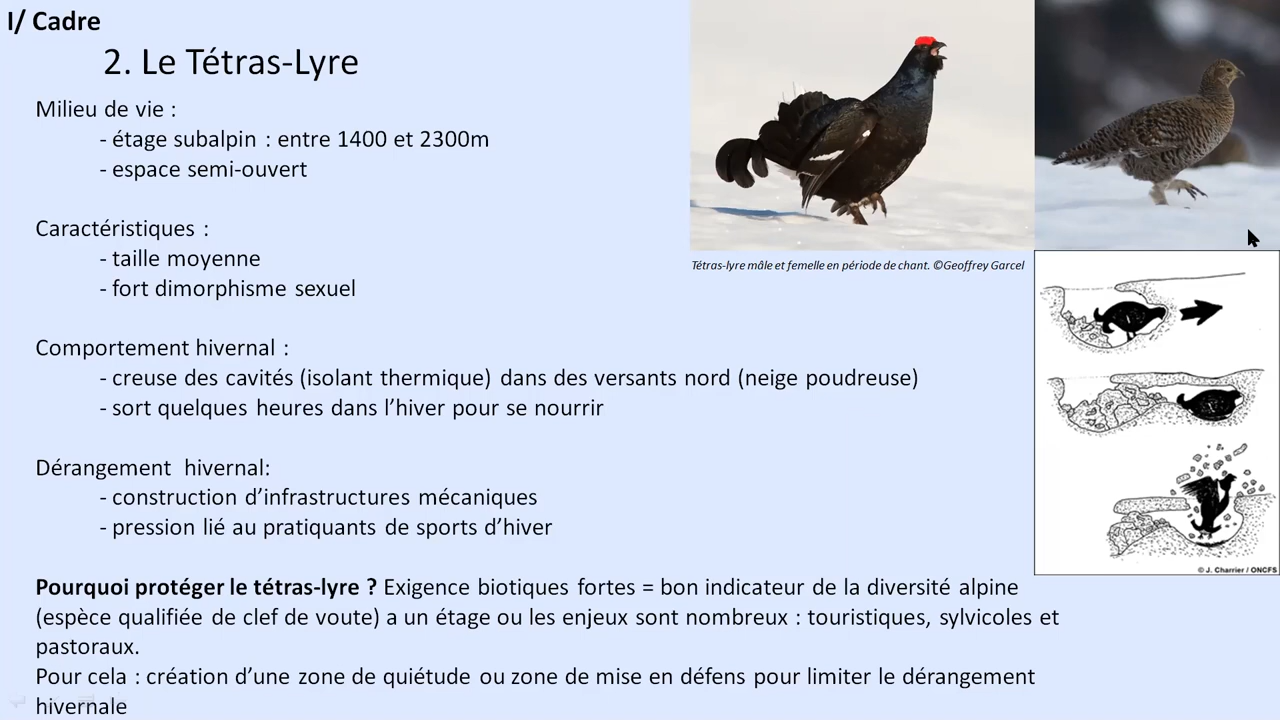 I/ Cadre
2. Le Tétras-Lyre
Milieu de vie :
- étage subalpin : entre 1400 et 2300m
- espace semi-ouvert
Caractéristiques :
- taille moyenne
- fort dimorphisme sexuel
Comportement hivernal :
- creuse des cavités (isolant thermique) dans des versants nord (neige poudreuse)
- sort quelques heures dans l’hiver pour se nourrir
Dérangement hivernal:
- construction d’infrastructures mécaniques
- pression lié au pratiquants de sports d’hiver
Pourquoi protéger le tétras-lyre ? Exigence biotiques fortes = bon indicateur de la diversité alpine
(espèce qualifiée de clef de voute) a un étage ou les enjeux sont nombreux : touristiques, sylvicoles et
pastoraux.
Pour cela : création d’une zone de quiétude ou zone de mise en défens pour limiter le dérangement
hivernale
Tétras-lyre mâle et femelle en période de chant. ©Geoffrey Garcel
© J. Charrier / ONCFS